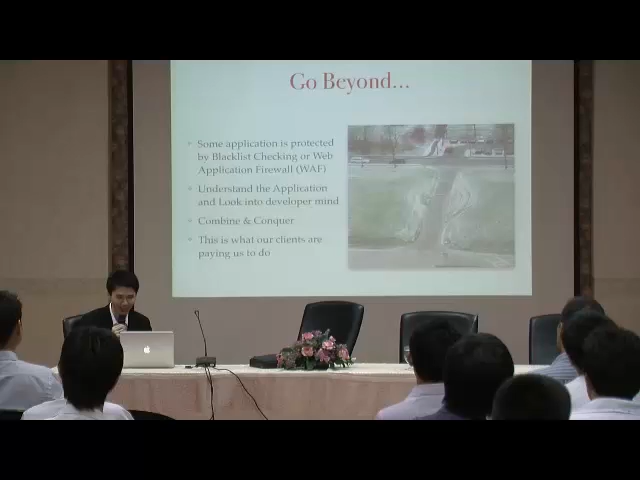 Go Beyond...
Some application is protected
by Blacklist Checking or Web
Application Firewall (WAF)
Understand the Application
and Look into developer mind
Combine & Conquer
This is what our clients are
paying us to do